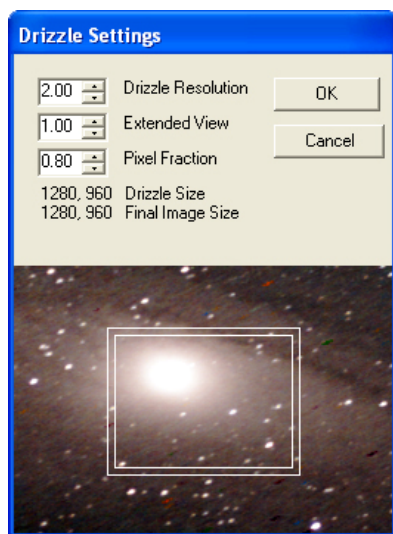 Drizzle Settings
2.00 Drizzle Resolution
OK
1.00 Extended View
Cancel
0.80 Pixel Fraction
1280, 960 Drizzle Size
1280, 960 Final Image Size